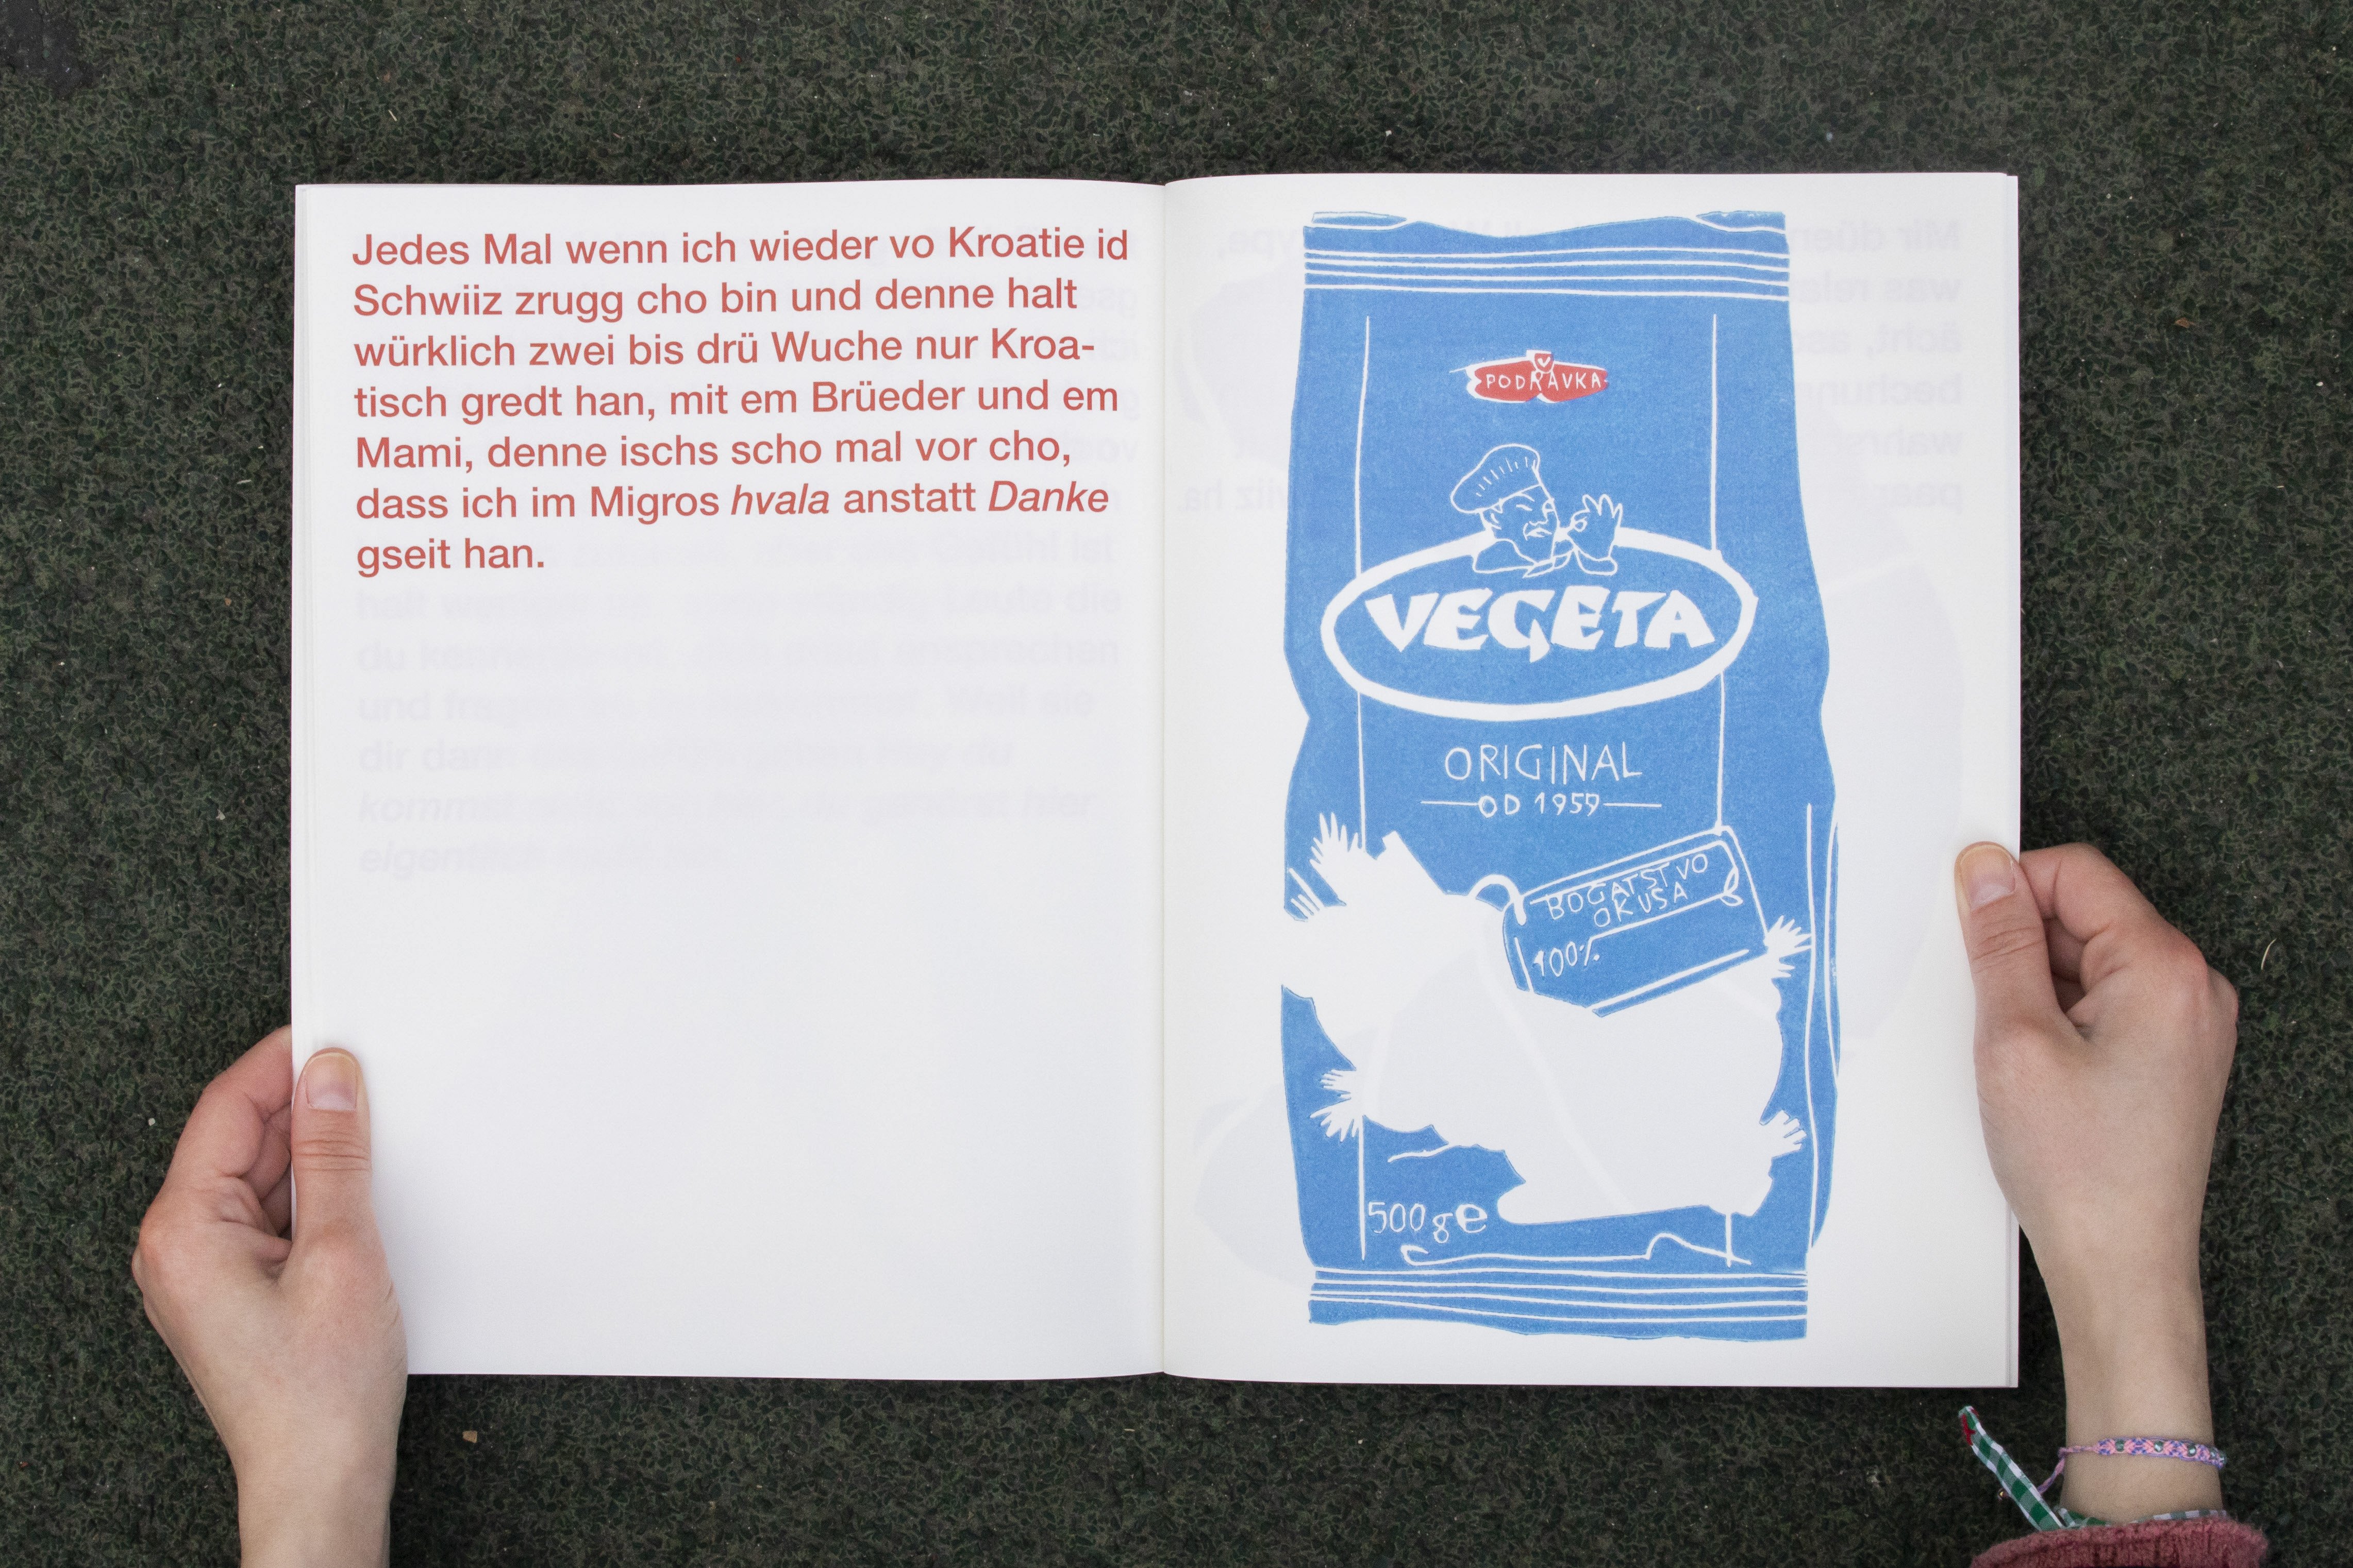 Jedes Mal wenn ich wieder vo Kroatie id
Schwiiz zrugg cho bin und denne halt
würklich zwei bis drü Wuche nur Kroa-
tisch gredt han, mit em Brüeder und em
Mami, denne ischs scho mal vor cho,
dass ich im Migros hvala anstatt Danke
gseit han.
PODRAVKA
VEGETA
ORIGINAL
OD 1959
BOGATSTVO
OKUSA
100%
500g e